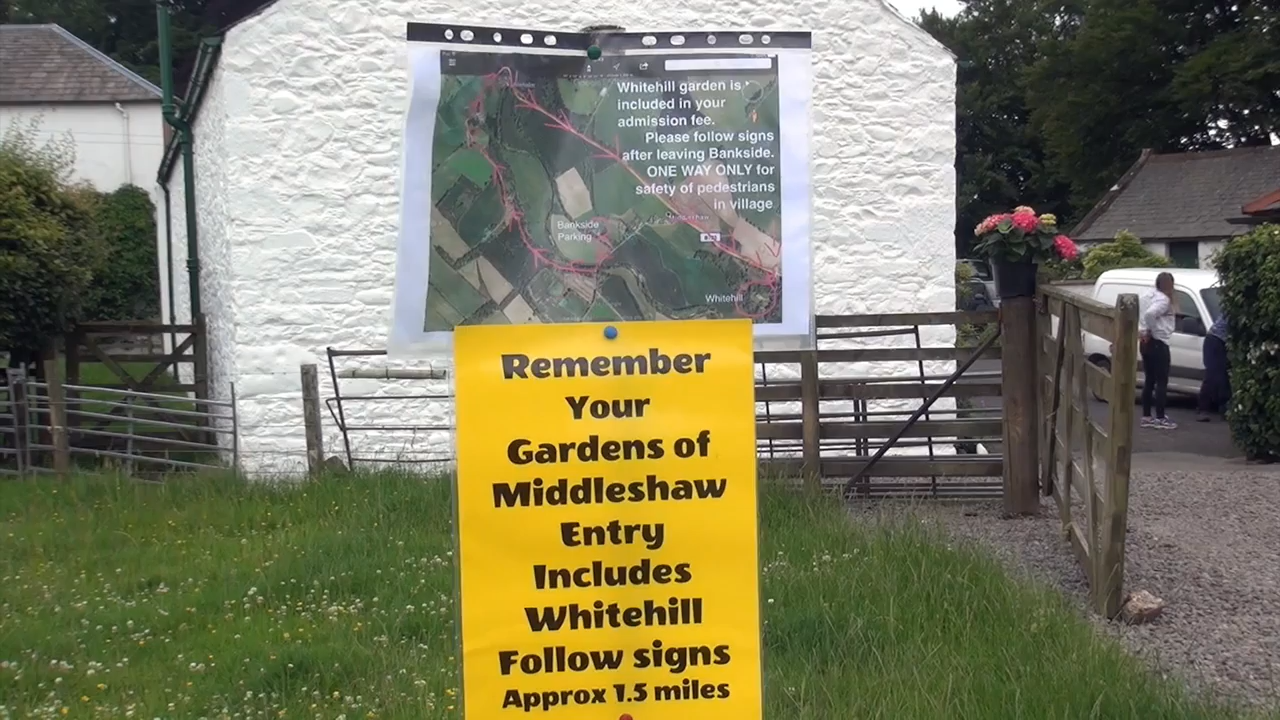 Whitehill garden is
included in your
admission fee.
Please follow signs
after leaving Bankside.
ONE WAY ONLY for
safety of pedestrians
in village
Bankside
Parking
Whitehill
Remember
Your
Gardens of
Middleshaw
Entry
Includes
Whitehill
Follow signs
Approx 1.5 miles